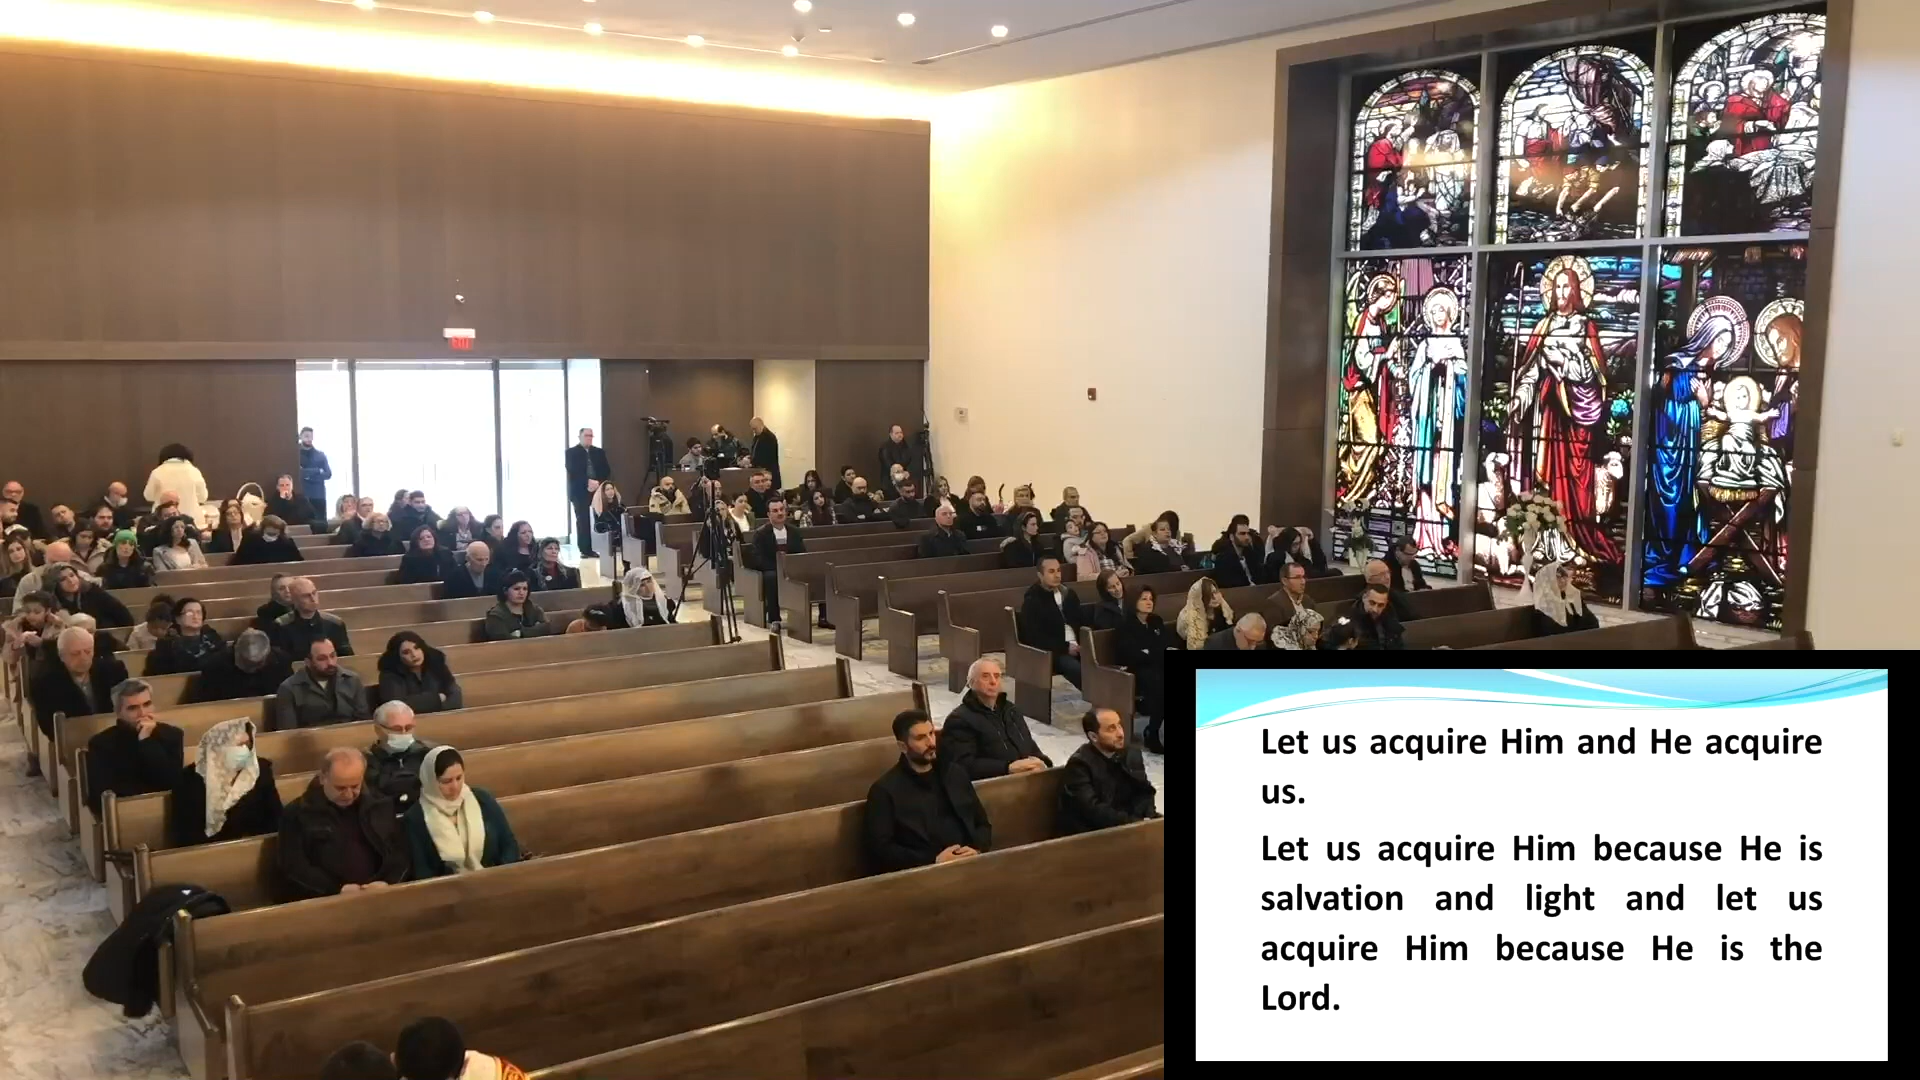 EXIT
Let us acquire Him and He acquire
us.
Let us acquire Him because He is
salvation and light and let us
acquire Him because He is the
Lord.